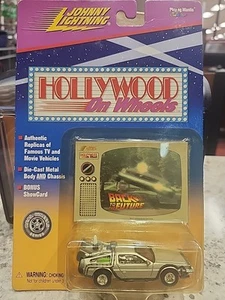 JOHNNY
LIGHTNING
HOLLYWOOD
On Wheels
Authentic
Replicas of
Famous TV and
Movie Vehicles
Die-Cast Metal
Body AND Chassis
BONUS
ShowCard
BACK
TO THE
FUTURE
WARNING: